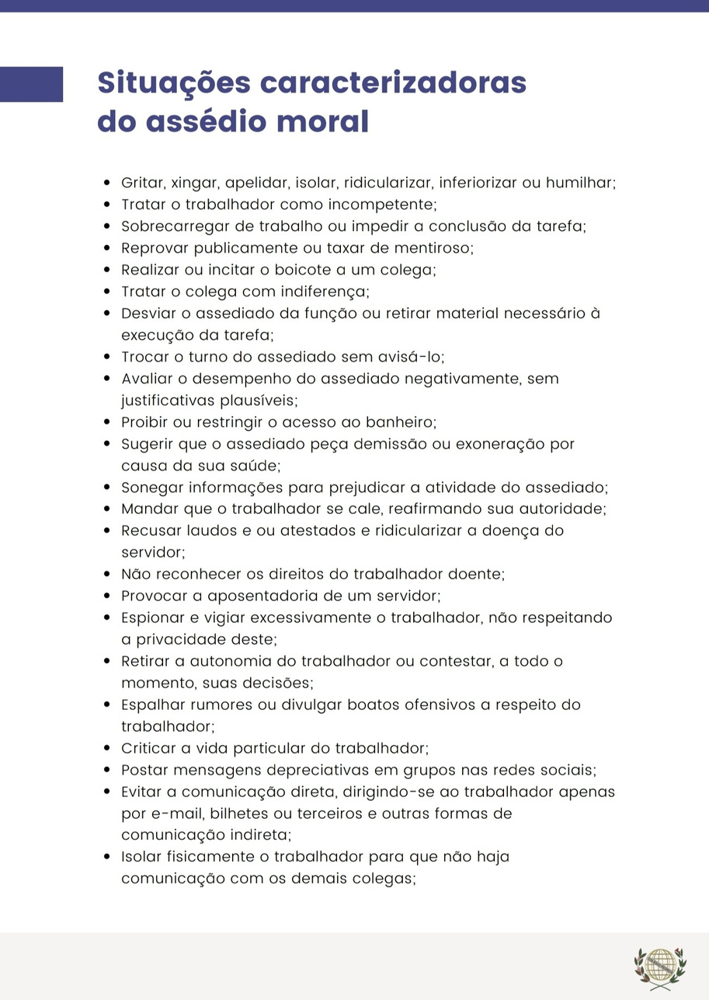 Situações caracterizadoras
do assédio moral
• Gritar, xingar, apelidar, isolar, ridicularizar, inferiorizar ou humilhar;
• Tratar o trabalhador como incompetente;
• Sobrecarregar de trabalho ou impedir a conclusão da tarefa;
• Reprovar publicamente ou taxar de mentiroso;
• Realizar ou incitar o boicote a um colega;
• Tratar o colega com indiferença;
• Desviar o assediado da função ou retirar material necessário à
execução da tarefa;
• Trocar o turno do assediado sem avisá-lo;
• Avaliar o desempenho do assediado negativamente, sem
justificativas plausíveis;
• Proibir ou restringir o acesso ao banheiro;
• Sugerir que o assediado peça demissão ou exoneração por
causa da sua saúde;
• Sonegar informações para prejudicar a atividade do assediado;
• Mandar que o trabalhador se cale, reafirmando sua autoridade;
• Recusar laudos e ou atestados e ridicularizar a doença do
servidor;
• Não reconhecer os direitos do trabalhador doente;
• Provocar a aposentadoria de um servidor;
• Espionar e vigiar excessivamente o trabalhador, não respeitando
a privacidade deste;
• Retirar a autonomia do trabalhador ou contestar, a todo o
momento, suas decisões;
• Espalhar rumores ou divulgar boatos ofensivos a respeito do
trabalhador;
• Criticar a vida particular do trabalhador;
• Postar mensagens depreciativas em grupos nas redes sociais;
• Evitar a comunicação direta, dirigindo-se ao trabalhador apenas
por e-mail, bilhetes ou terceiros e outras formas de
comunicação indireta;
• Isolar fisicamente o trabalhador para que não haja
comunicação com os demais colegas;